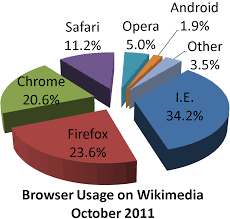 Android
1.9%
Opera
5.0%
Safari
11.2%
Other
3.5%
Chrome
20.6%
I.E.
34.2%
Firefox
23.6%
Browser Usage on Wikimedia
October 2011